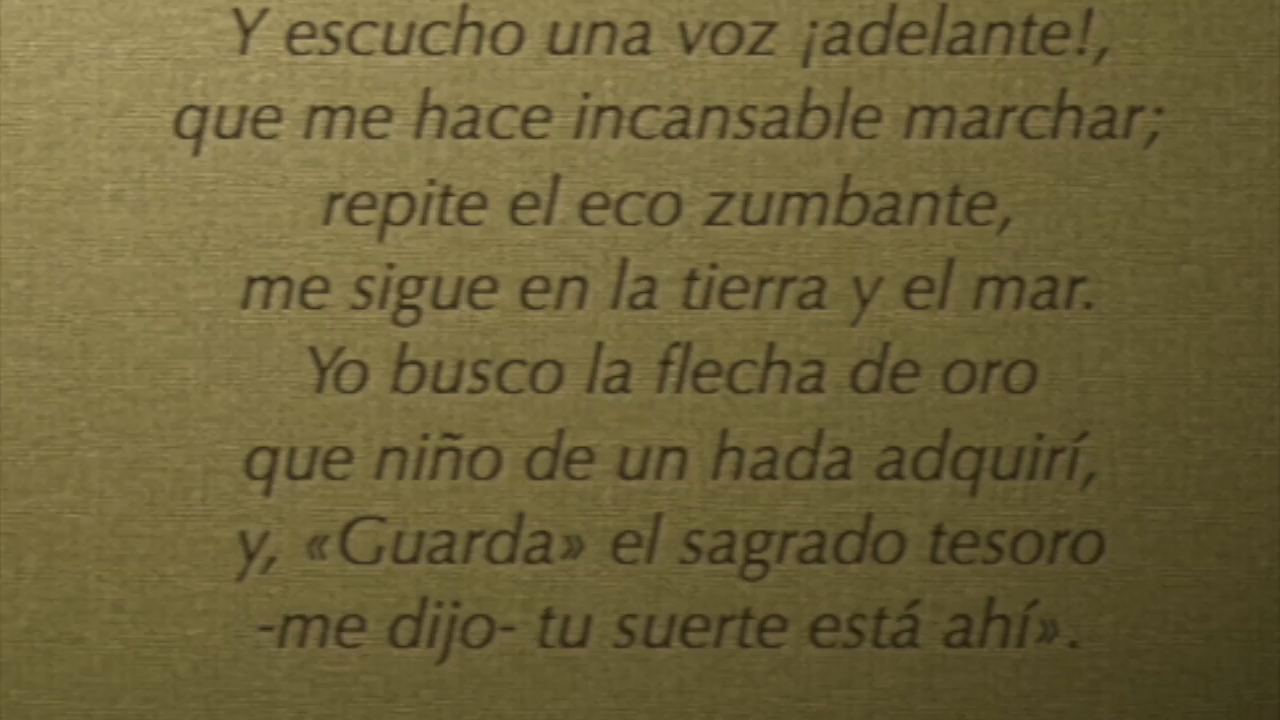 Y escucho una voz ¡adelante!,
que me hace incansable marchar;
repite el eco zumbante,
me sigue en la tierra y el mar.
Yo busco la flecha de oro
que niño de un hada adquirí,
y, «Guarda» el sagrado tesoro
-me dijo- tu suerte está ahí».